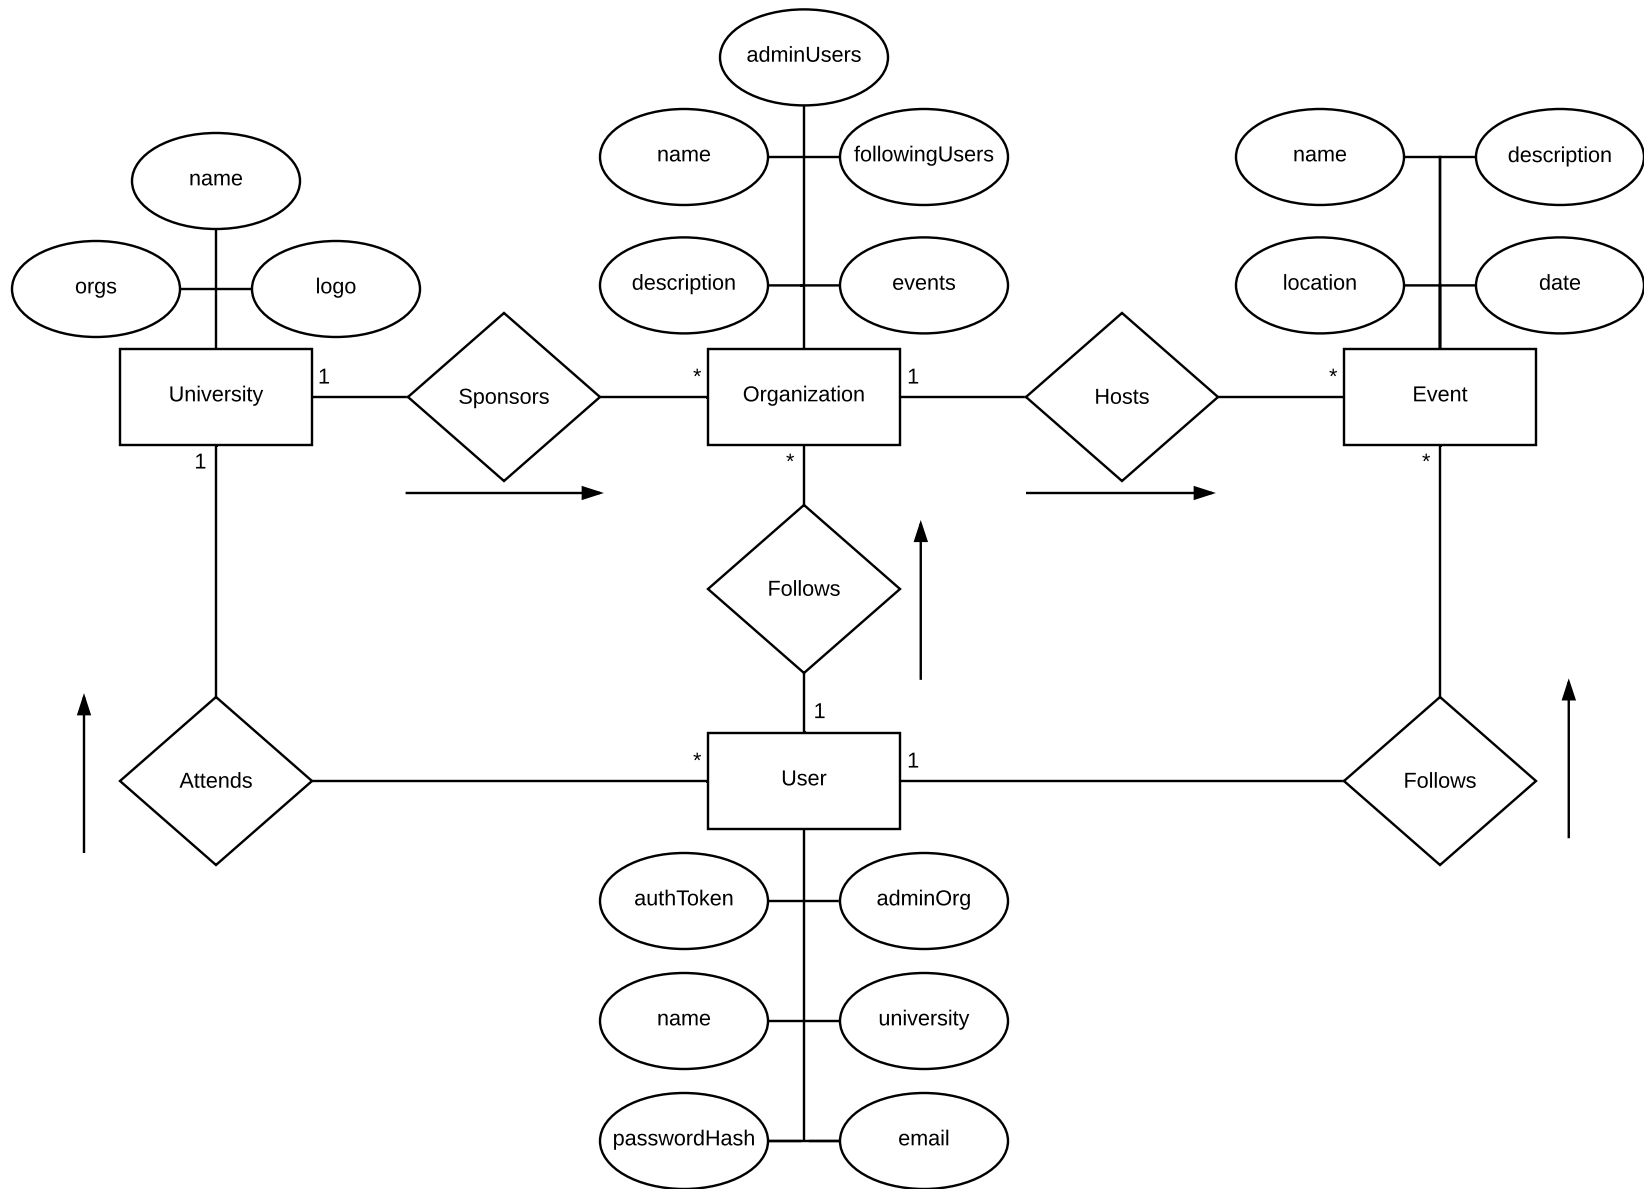 adminUsers
name
followingUsers
name
description
name
orgs
logo
description
events
location
date
University
1
Sponsors
*
Organization
1
Hosts
*
Event
1
*
*
Follows
1
Attends
*
User
1
Follows
authToken
adminOrg
name
university
passwordHash
email